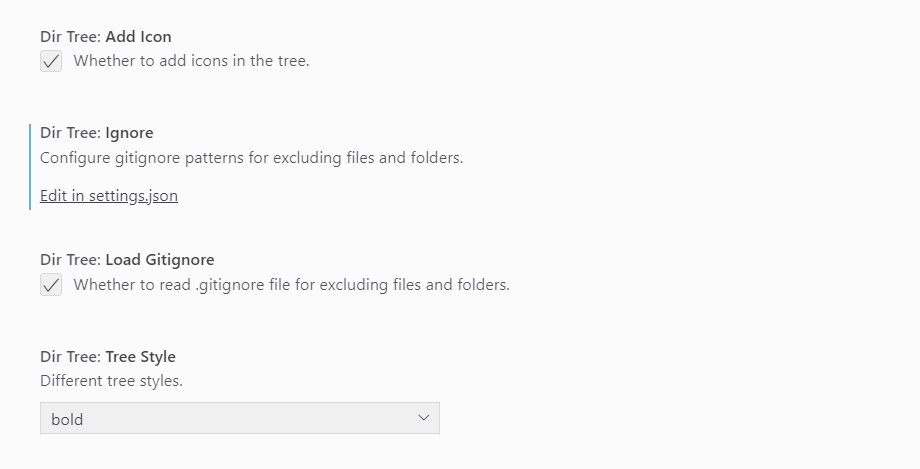 Dir Tree: Add Icon
Whether to add icons in the tree.
Dir Tree: Ignore
Configure gitignore patterns for excluding files and folders.
Edit in settings.json
Dir Tree: Load Gitignore
Whether to read .gitignore file for excluding files and folders.
Dir Tree: Tree Style
Different tree styles.
bold